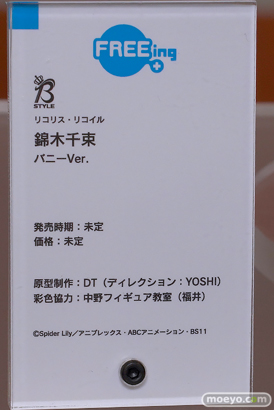 FREEing
B
STYLE
リコリス・リコイル
錦木千束
バニーVer.
発売時期：未定
価格：未定
原型制作：DT（ディレクション：YOSHI）
彩色協力：中野フィギュア教室（福井）
©Spider Lily／アニプレックス・ABCアニメーション・BS11
moeyo.com